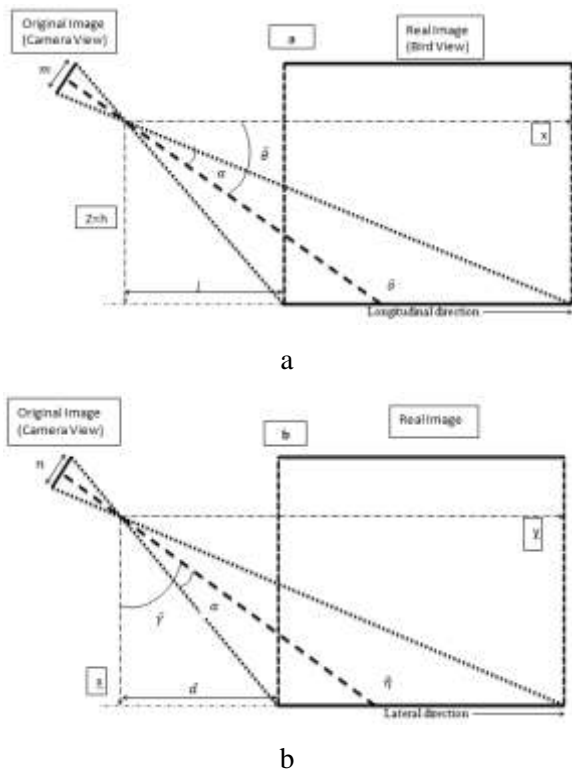 Original Image
(Camera View)
a
Real Image
(Bird View)
m
x
θ̄
α
Z=h
l
θ̄
Longitudinal direction
a
Original Image
(Camera View)
b
Real Image
n
y
α
γ̄
η̄
d
Lateral direction
b